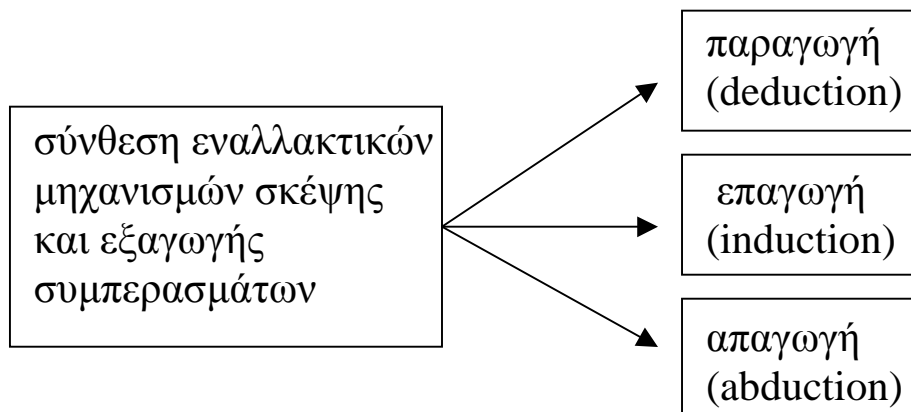 σύνθεση εναλλακτικών
μηχανισμών σκέψης
και εξαγωγής
συμπερασμάτων
παραγωγή
(deduction)
επαγωγή
(induction)
απαγωγή
(abduction)